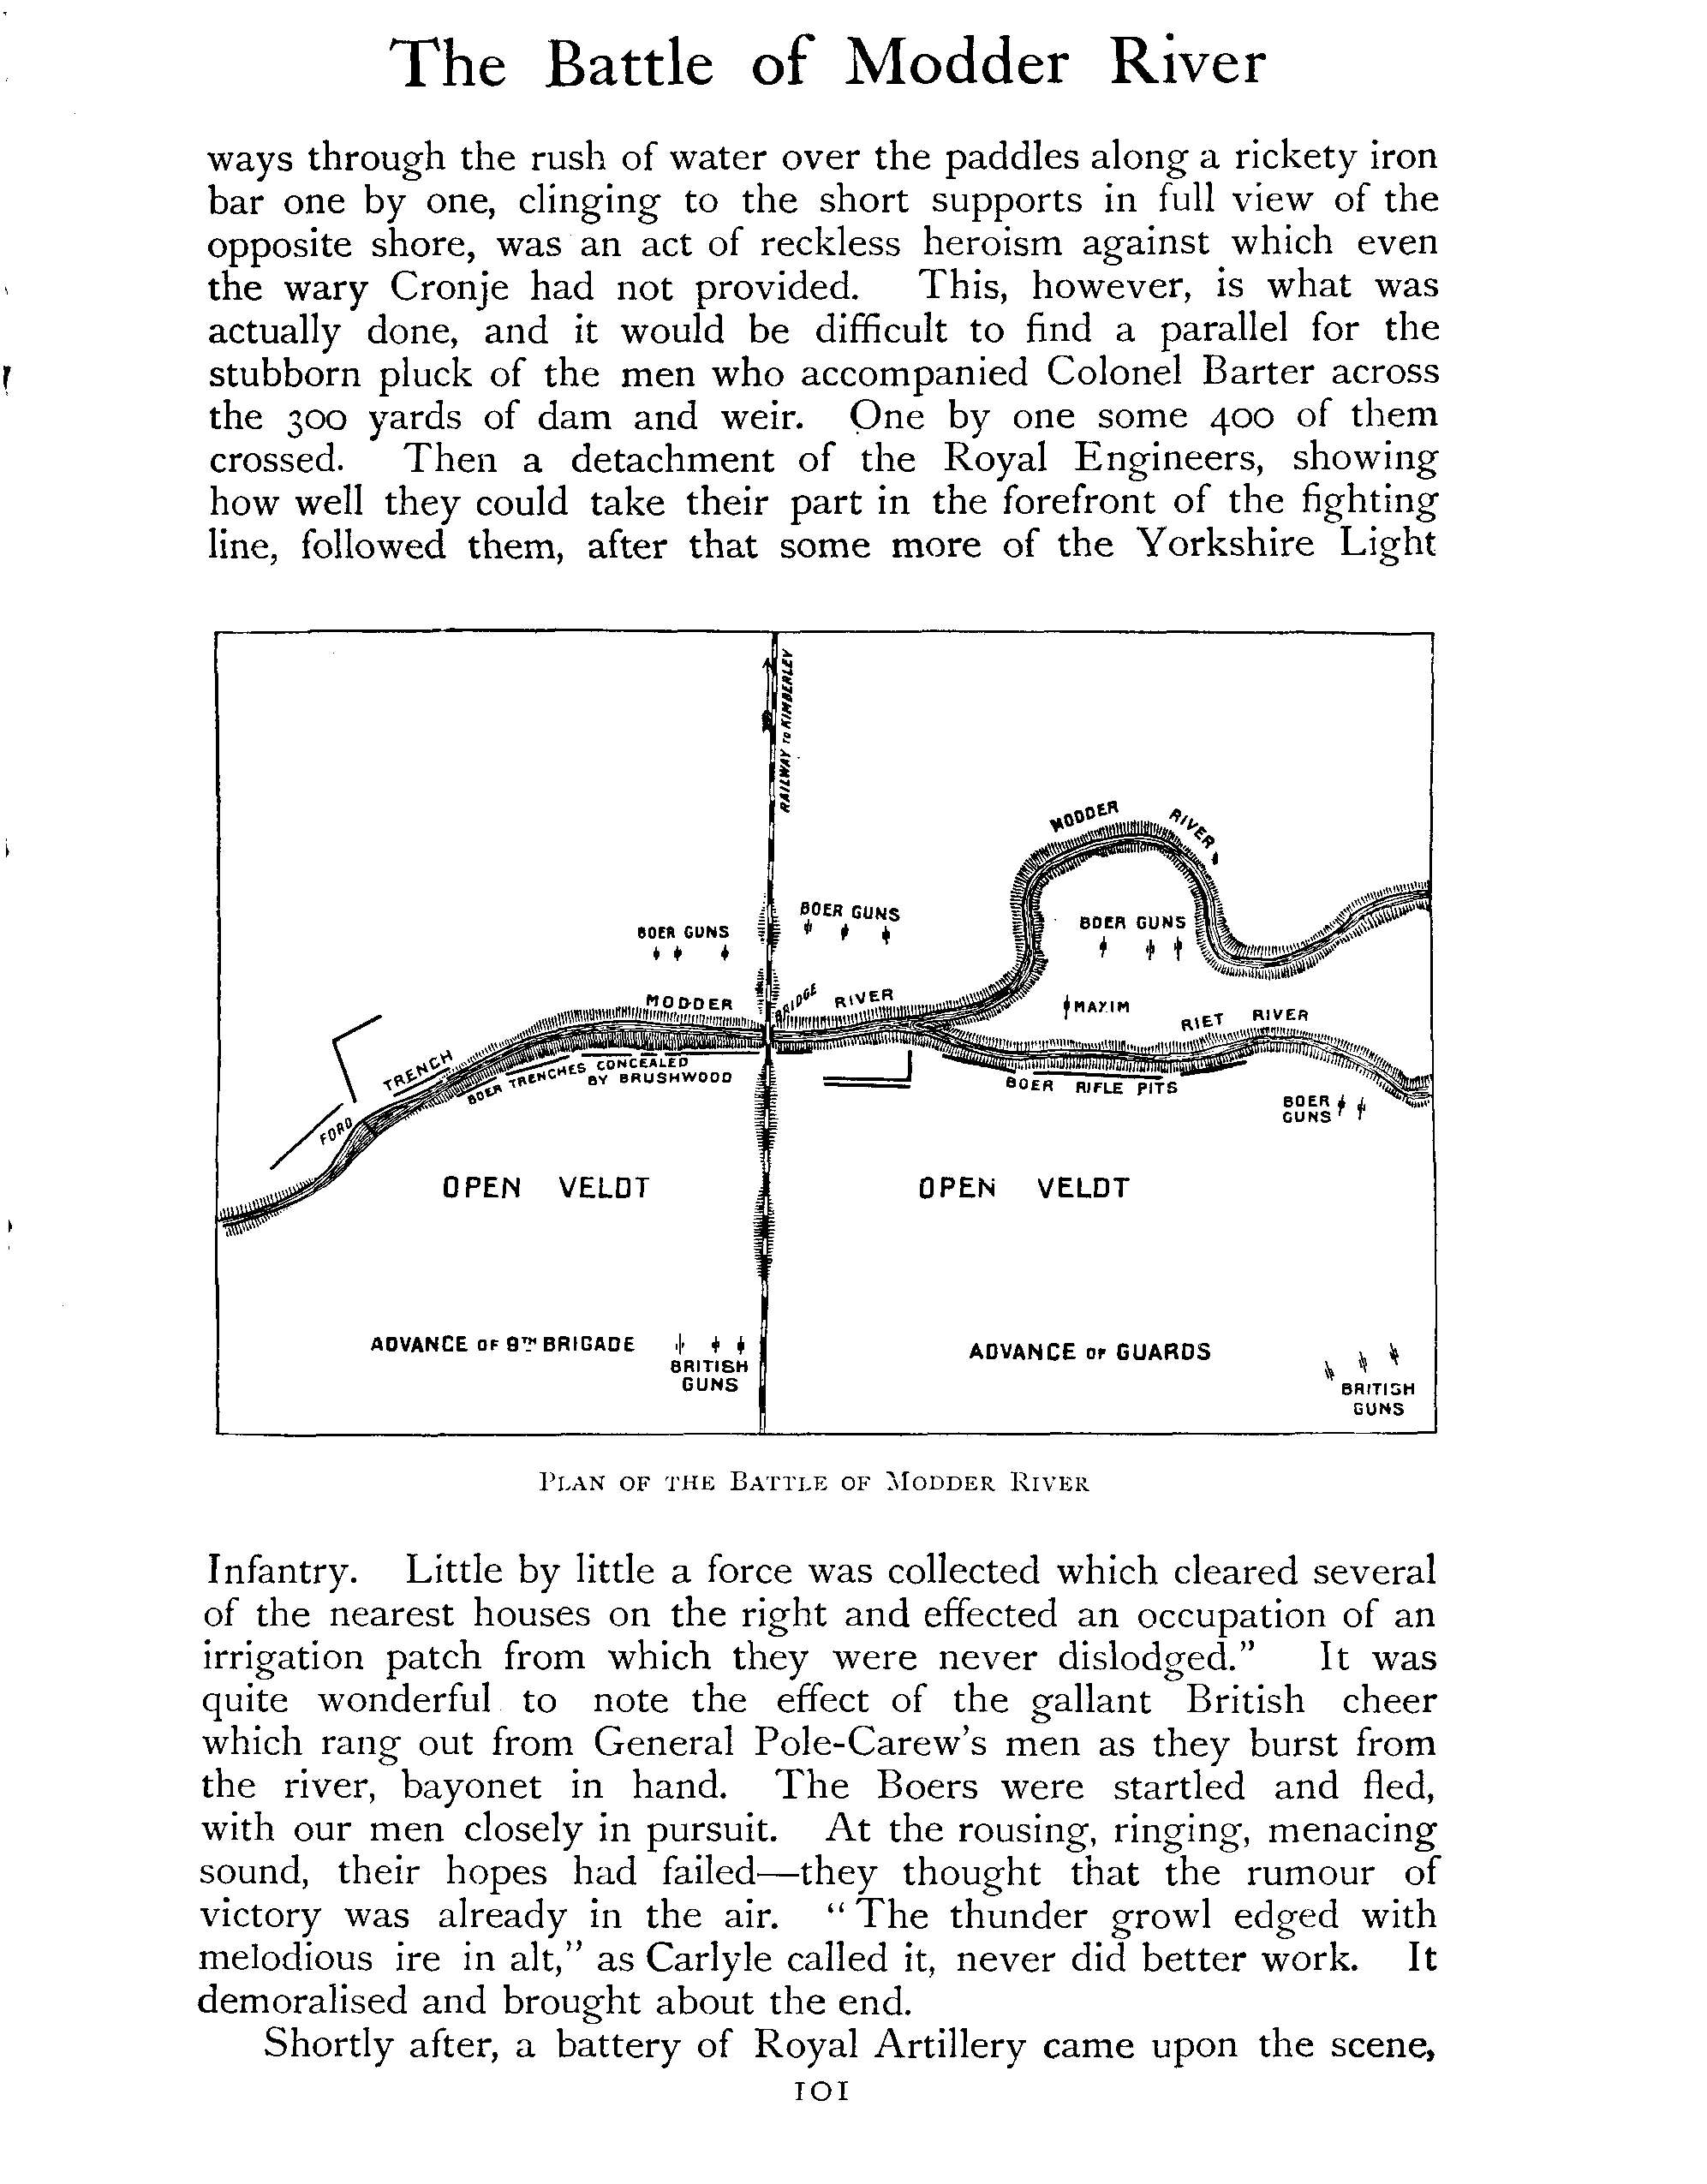 The Battle of Modder River
ways through the rush of water over the paddles along a rickety iron
bar one by one, clinging to the short supports in full view of the
opposite shore, was an act of reckless heroism against which even
the wary Cronje had not provided. This, however, is what was
actually done, and it would be difficult to find a parallel for the
stubborn pluck of the men who accompanied Colonel Barter across
the 300 yards of dam and weir. One by one some 400 of them
crossed. Then a detachment of the Royal Engineers, showing
how well they could take their part in the forefront of the fighting
line, followed them, after that some more of the Yorkshire Light
RAILWAY TO KIMBERLEY
MODDER RIVER
BOER GUNS
BOER GUNS
BOER GUNS
MODDER
BRIDGE
RIVER
MAXIM
RIET RIVER
TRENCH
BOER TRENCHES CONCEALED
BY BRUSHWOOD
BOER RIFLE PITS
BOER
GUNS
FORD
OPEN VELDT
OPEN VELDT
ADVANCE OF 9TH BRIGADE
BRITISH
GUNS
ADVANCE OF GUARDS
BRITISH
GUNS
PLAN OF THE BATTLE OF MODDER RIVER
Infantry. Little by little a force was collected which cleared several
of the nearest houses on the right and effected an occupation of an
irrigation patch from which they were never dislodged.” It was
quite wonderful to note the effect of the gallant British cheer
which rang out from General Pole-Carew’s men as they burst from
the river, bayonet in hand. The Boers were startled and fled,
with our men closely in pursuit. At the rousing, ringing, menacing
sound, their hopes had failed—they thought that the rumour of
victory was already in the air. “The thunder growl edged with
melodious ire in alt,” as Carlyle called it, never did better work. It
demoralised and brought about the end.
Shortly after, a battery of Royal Artillery came upon the scene,
101